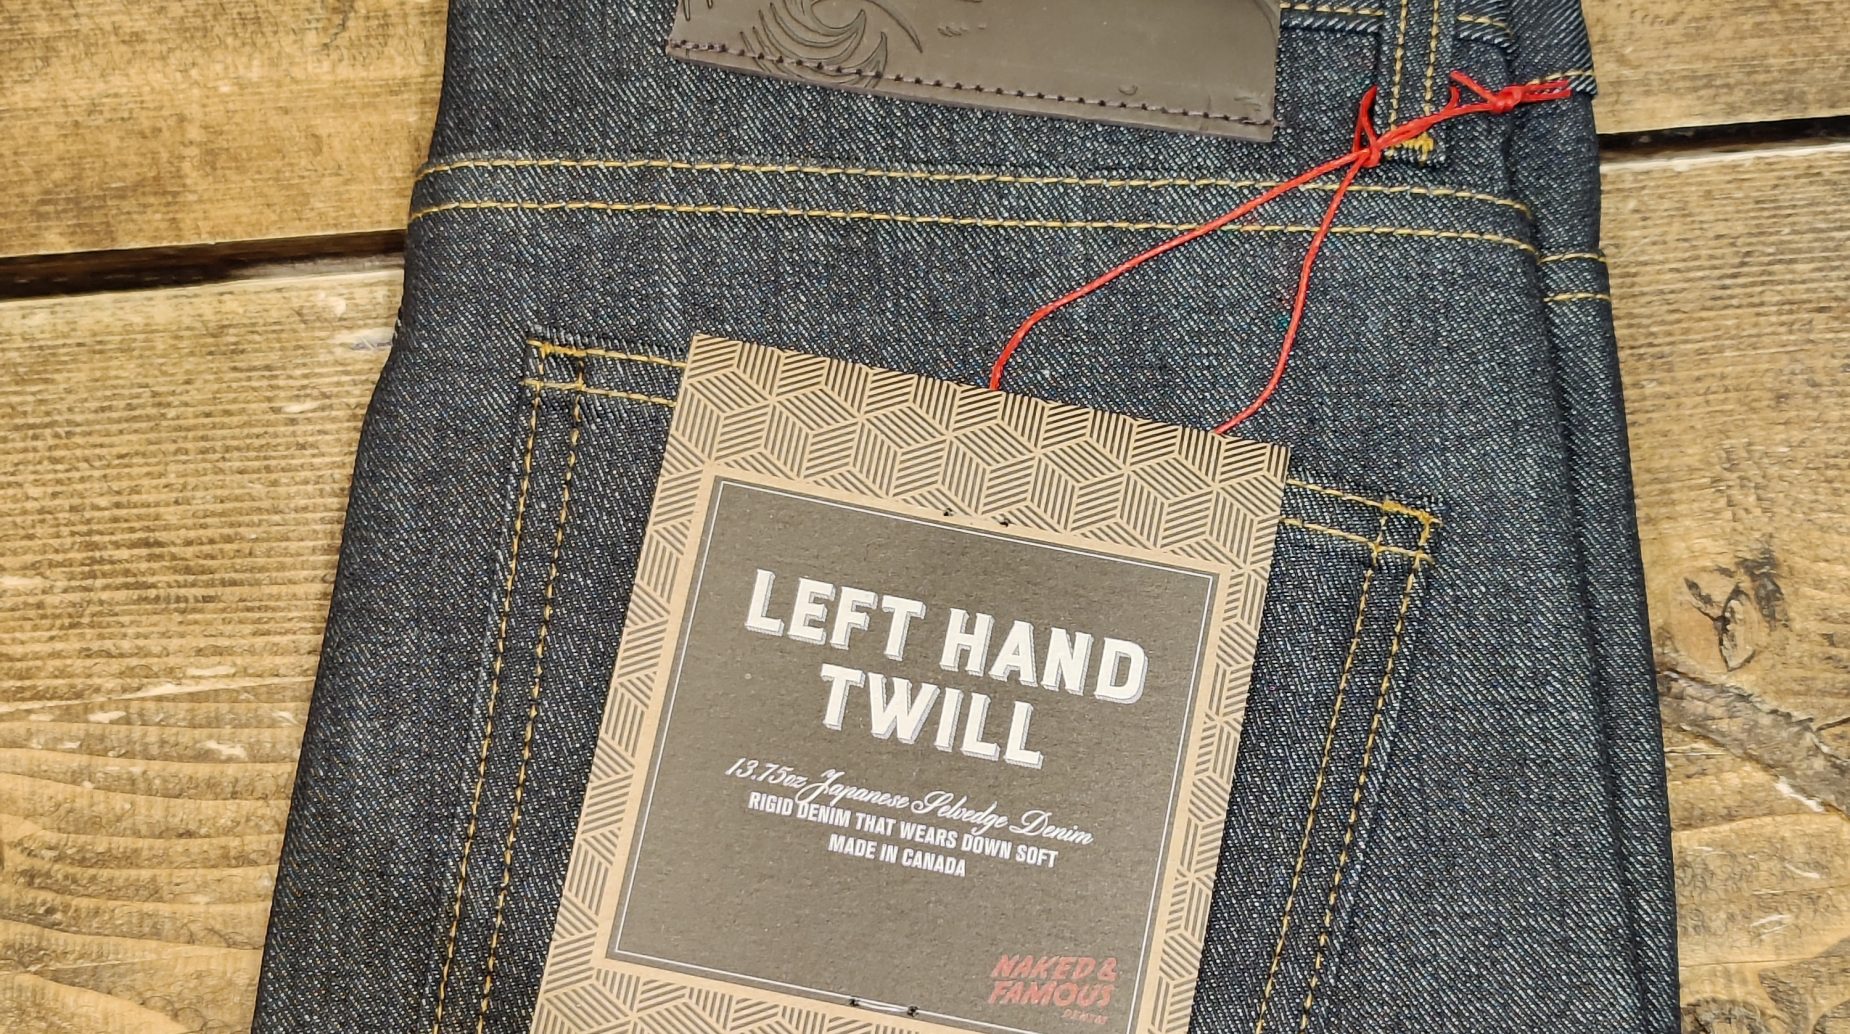 LEFT HAND
TWILL
13.75oz Japanese Selvedge Denim
RIGID DENIM THAT WEARS DOWN SOFT
MADE IN CANADA
NAKED &
FAMOUS
DENIM